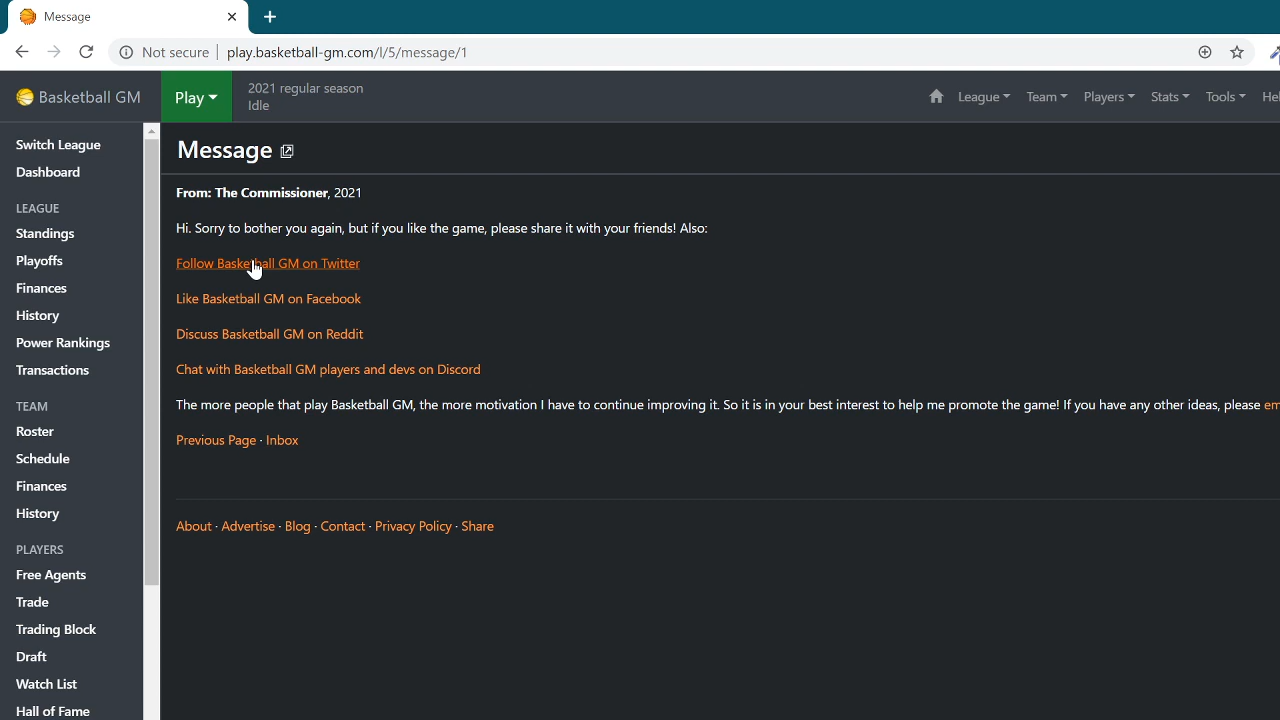 Message
Not secure
play.basketball-gm.com/l/5/message/1
Basketball GM
Play
2021 regular season
Idle
League
Team
Players
Stats
Tools
Switch League
Dashboard
LEAGUE
Standings
Playoffs
Finances
History
Power Rankings
Transactions
TEAM
Roster
Schedule
Finances
History
PLAYERS
Free Agents
Trade
Trading Block
Draft
Watch List
Hall of Fame
Message
From: The Commissioner, 2021
Hi. Sorry to bother you again, but if you like the game, please share it with your friends! Also:
Follow Basketball GM on Twitter
Like Basketball GM on Facebook
Discuss Basketball GM on Reddit
Chat with Basketball GM players and devs on Discord
The more people that play Basketball GM, the more motivation I have to continue improving it. So it is in your best interest to help me promote the game! If you have any other ideas, please
Previous Page · Inbox
About · Advertise · Blog · Contact · Privacy Policy · Share